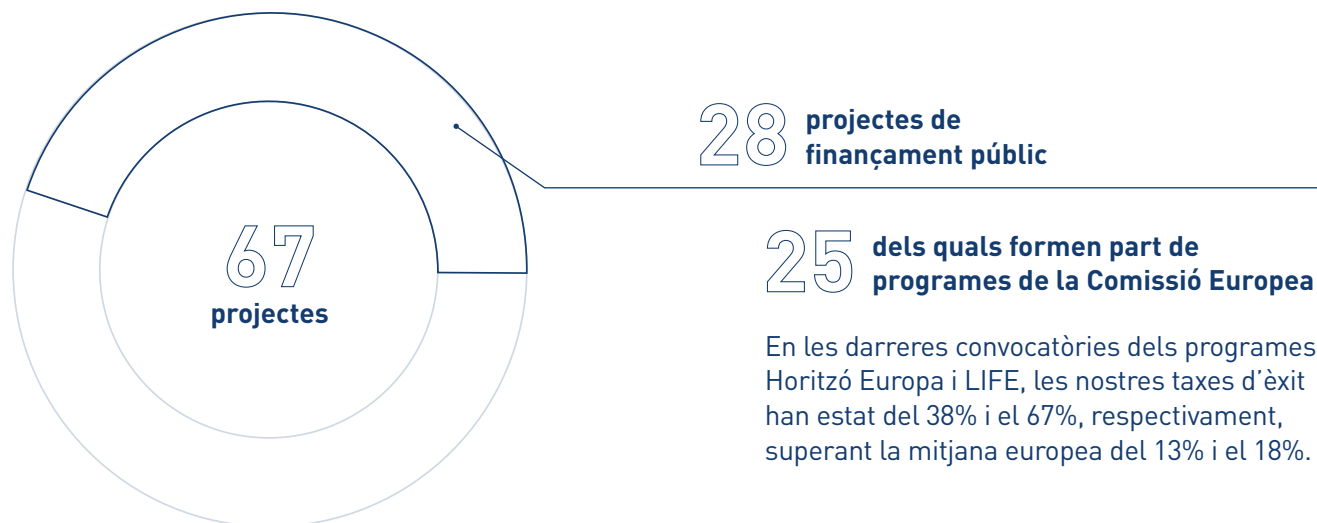 67
projectes
28 projectes de
finançament públic
25 dels quals formen part de
programes de la Comissió Europea
En les darreres convocatòries dels programes
Horitzó Europa i LIFE, les nostres taxes d’èxit
han estat del 38% i el 67%, respectivament,
superant la mitjana europea del 13% i el 18%.